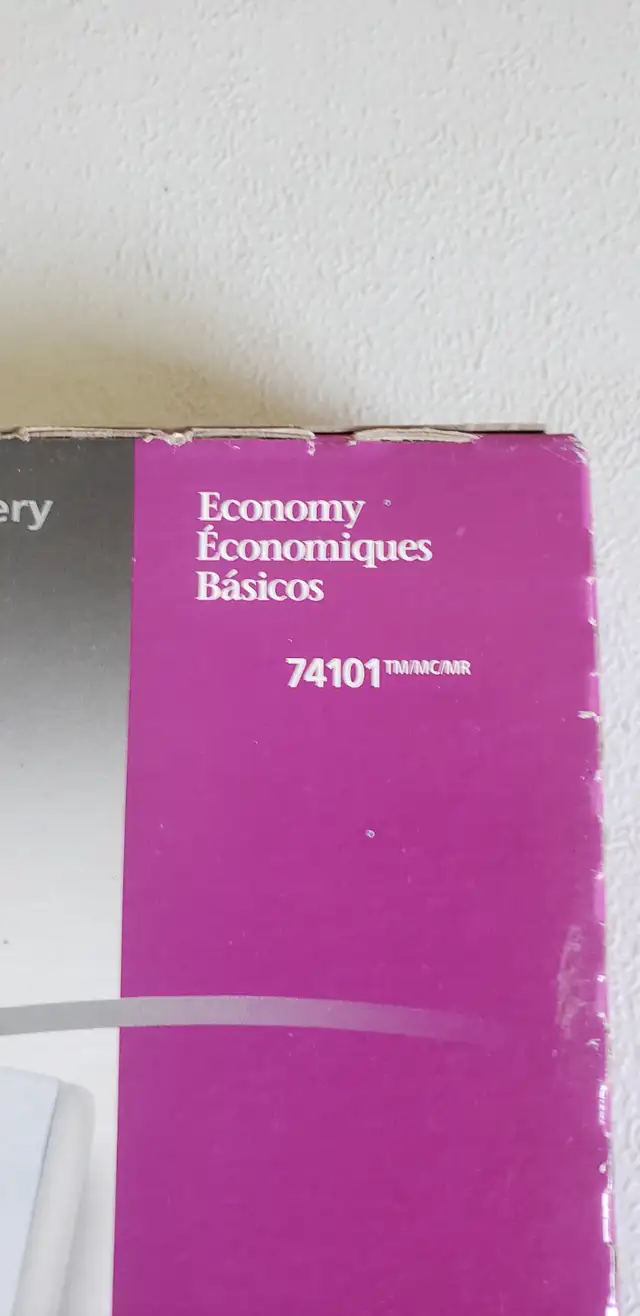 ery
Economy
Économiques
Básicos
74101TM/MC/MR